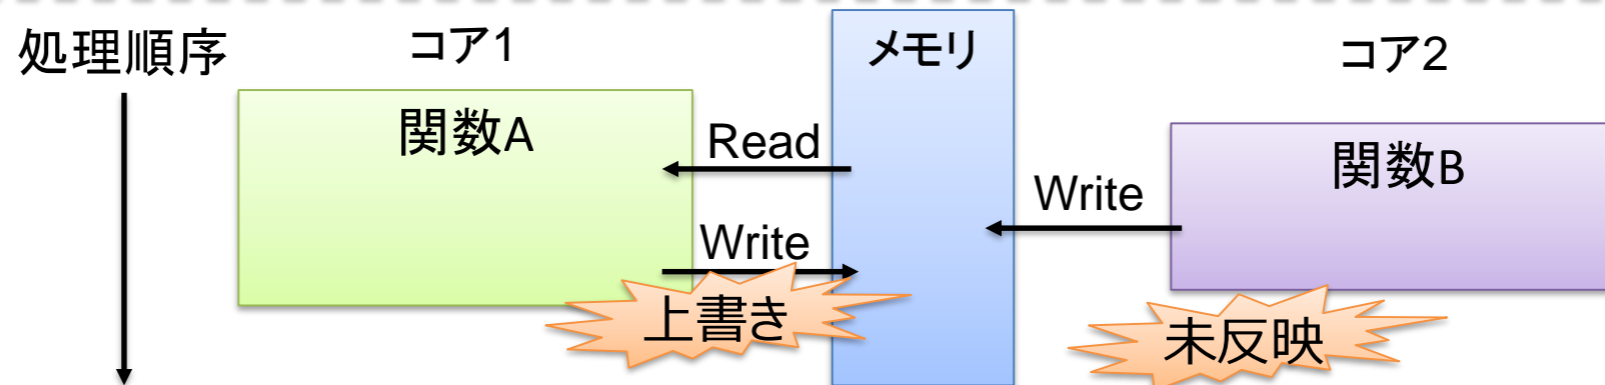 処理順序
コア1
メモリ
コア2
関数A
Read
関数B
Write
Write
上書き
未反映